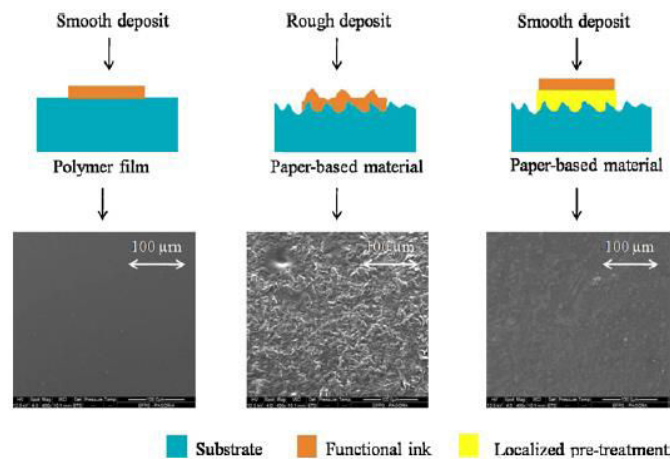 Smooth deposit
Rough deposit
Smooth deposit
Polymer film
Paper-based material
Paper-based material
100 µm
100 µm
100 µm
Substrate
Functional ink
Localized pre-treatment